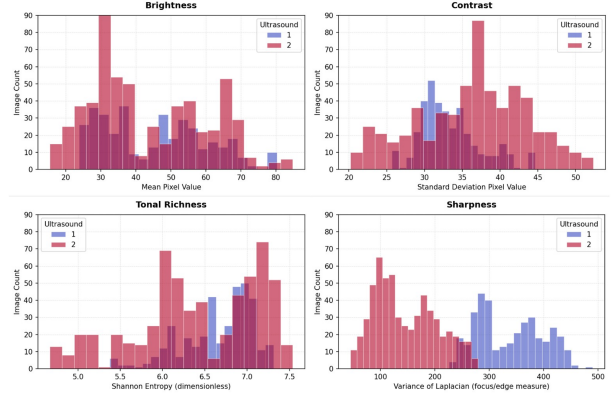 Brightness
Image Count
90
80
70
60
50
40
30
20
10
0
Ultrasound
1
2
20 30 40 50 60 70 80
Mean Pixel Value
Contrast
Image Count
90
80
70
60
50
40
30
20
10
0
Ultrasound
1
2
20 25 30 35 40 45 50
Standard Deviation Pixel Value
Tonal Richness
Image Count
90
80
70
60
50
40
30
20
10
0
Ultrasound
1
2
5.0 5.5 6.0 6.5 7.0 7.5
Shannon Entropy (dimensionless)
Sharpness
Image Count
90
80
70
60
50
40
30
20
10
0
Ultrasound
1
2
100 200 300 400 500
Variance of Laplacian (focus/edge measure)